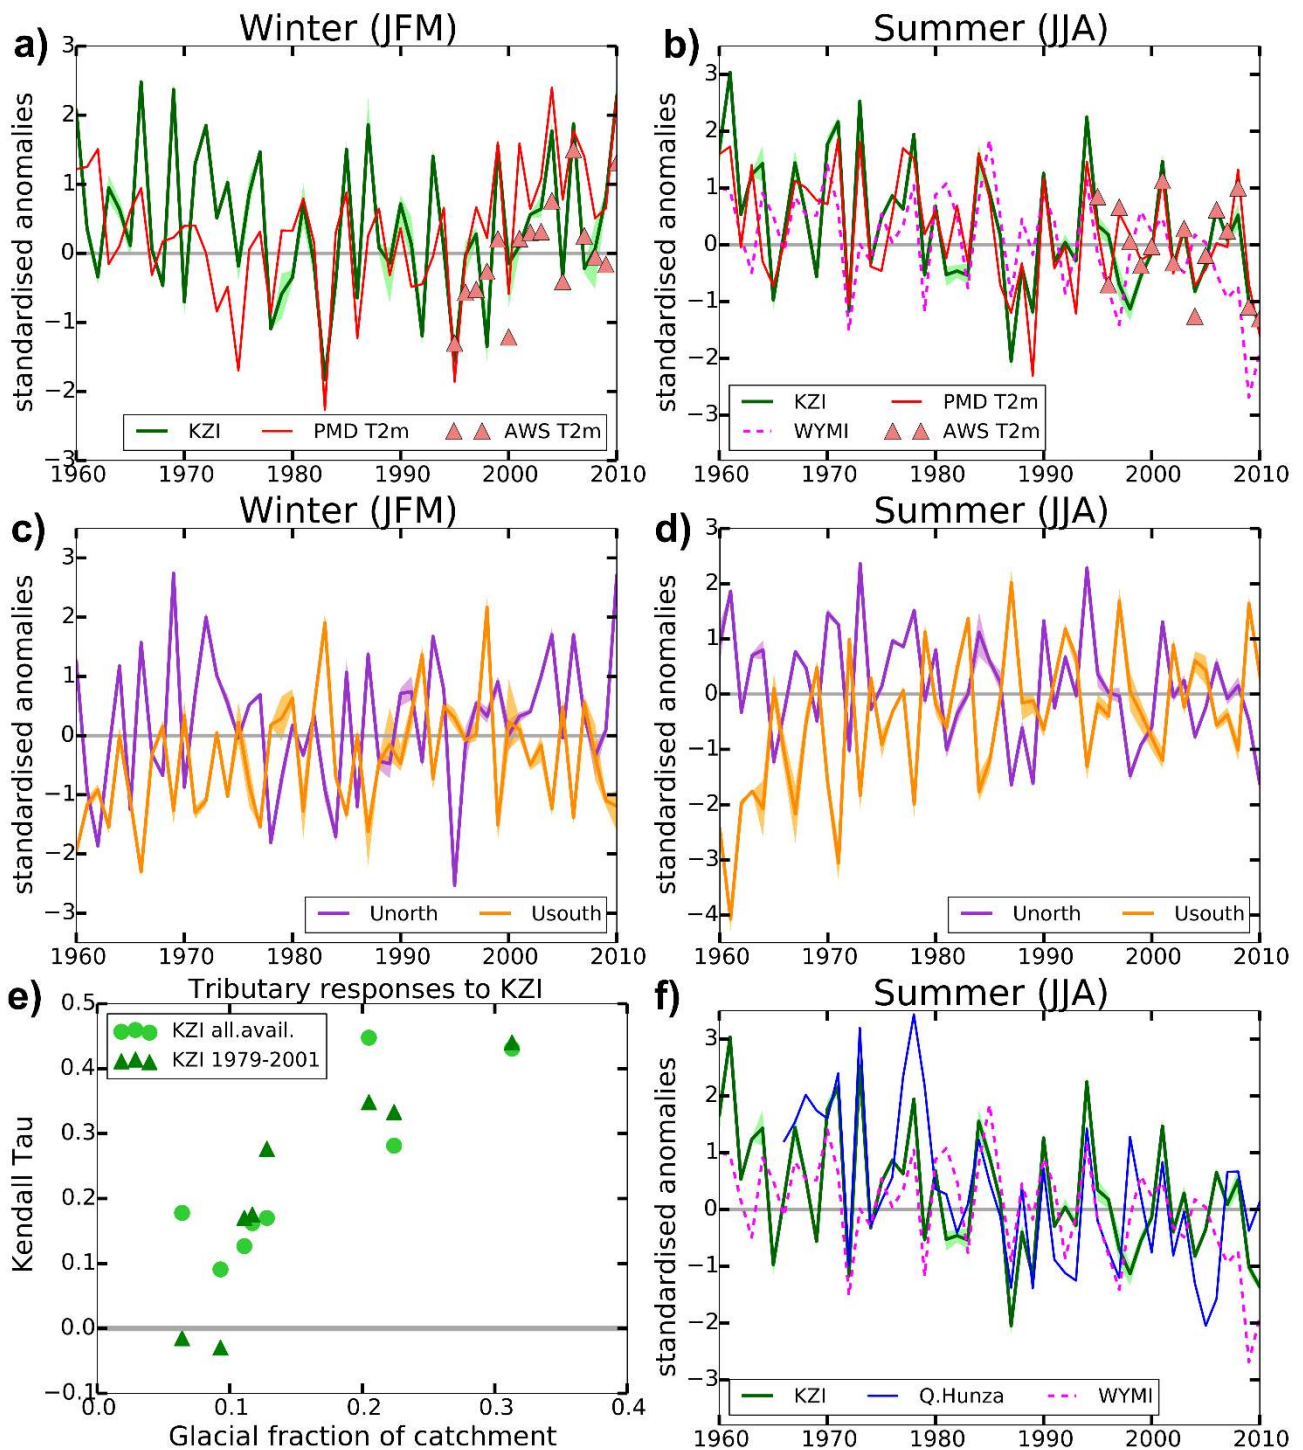 a)
Winter (JFM)
standardised anomalies
3
2
1
0
−1
−2
−3
KZI PMD T2m AWS T2m
1960 1970 1980 1990 2000 2010
b)
Summer (JJA)
standardised anomalies
3
2
1
0
−1
−2
−3
KZI PMD T2m
WYMI AWS T2m
1960 1970 1980 1990 2000 2010
c)
Winter (JFM)
standardised anomalies
3
2
1
0
−1
−2
−3
Unorth Usouth
1960 1970 1980 1990 2000 2010
d)
Summer (JJA)
standardised anomalies
3
2
1
0
−1
−2
−3
−4
Unorth Usouth
1960 1970 1980 1990 2000 2010
e)
Tributary responses to KZI
Kendall Tau
0.5
0.4
0.3
0.2
0.1
0.0
−0.1
KZI all.avail.
KZI 1979-2001
0.0 0.1 0.2 0.3 0.4
Glacial fraction of catchment
f)
Summer (JJA)
standardised anomalies
3
2
1
0
−1
−2
−3
KZI Q.Hunza WYMI
1960 1970 1980 1990 2000 2010